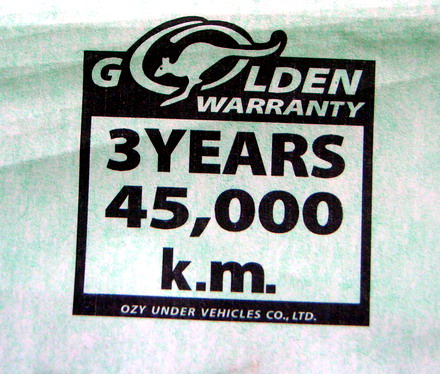 GOLDEN
WARRANTY
3YEARS
45,000
k.m.
OZY UNDER VEHICLES CO., LTD.